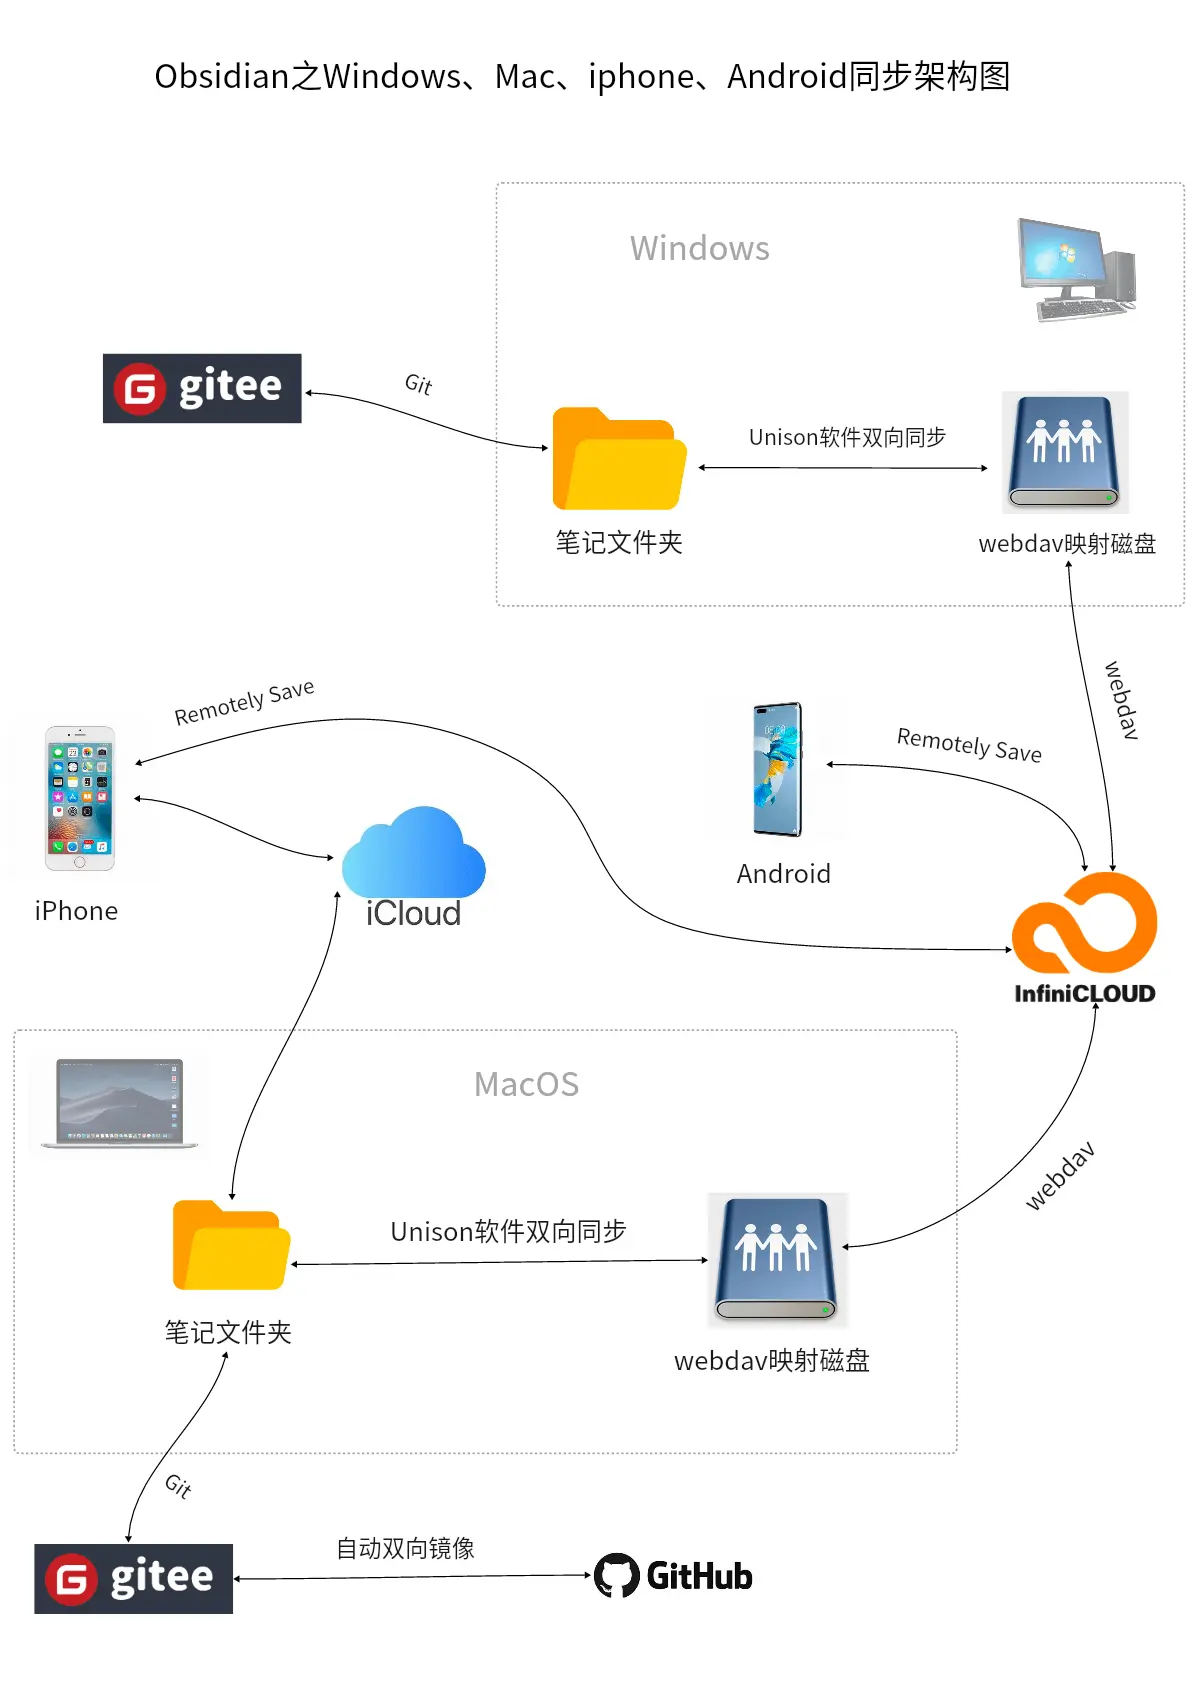 Obsidian之Windows、Mac、iphone、Android同步架构图
Windows
gitee
Git
Unison软件双向同步
笔记文件夹
webdav映射磁盘
webdav
Remotely Save
Remotely Save
Android
iPhone
iCloud
InfiniCLOUD
MacOS
webdav
Unison软件双向同步
笔记文件夹
webdav映射磁盘
Git
gitee
自动双向镜像
GitHub